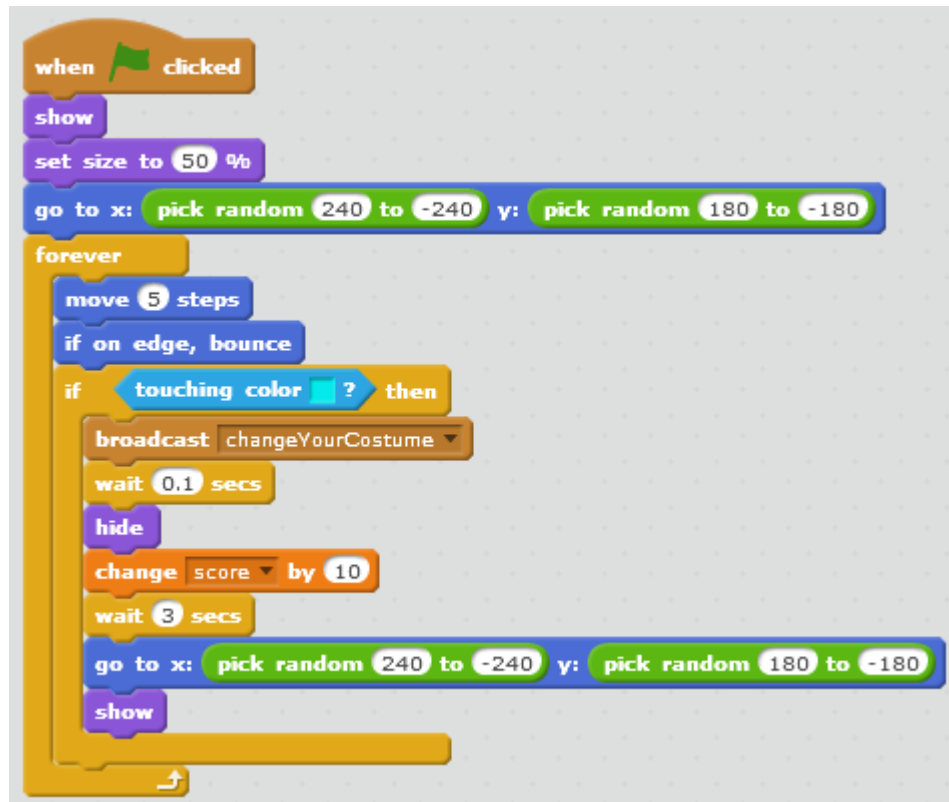 when clicked
show
set size to 50 %
go to x: pick random 240 to -240 y: pick random 180 to -180
forever
move 5 steps
if on edge, bounce
if touching color ? then
broadcast changeYourCostume
wait 0.1 secs
hide
change score by 10
wait 3 secs
go to x: pick random 240 to -240 y: pick random 180 to -180
show